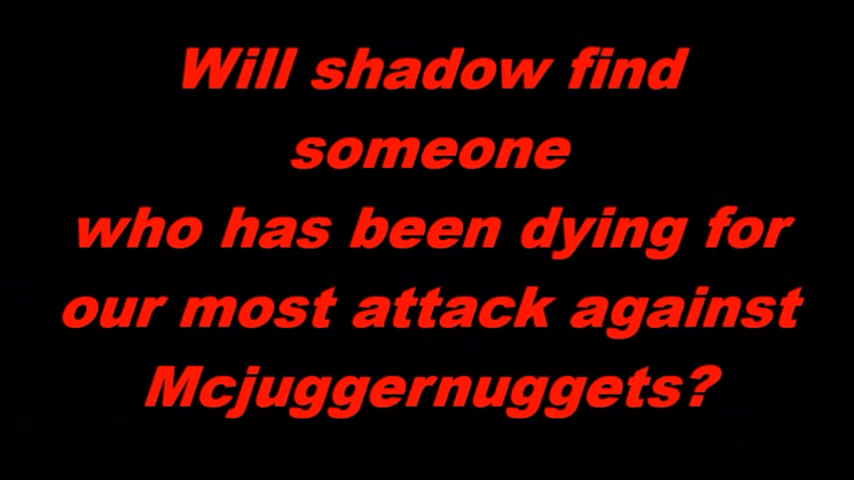 Will shadow find
someone
who has been dying for
our most attack against
Mcjuggernuggets?